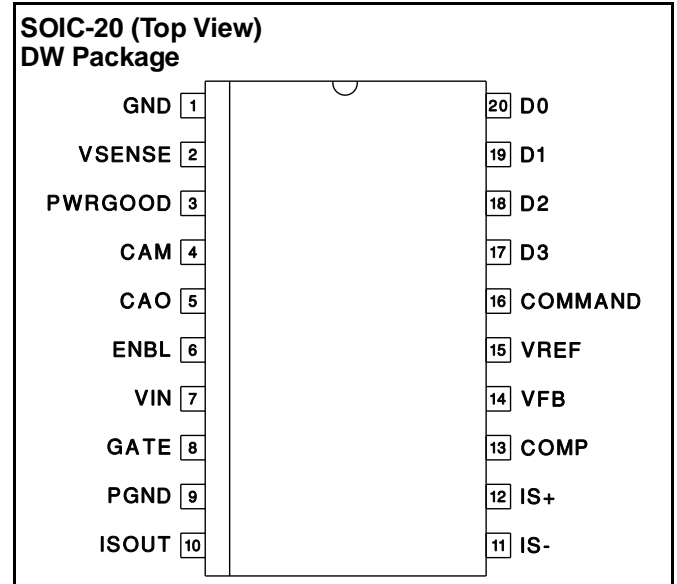 SOIC-20 (Top View)
DW Package
GND 1
VSENSE 2
PWRGOOD 3
CAM 4
CAO 5
ENBL 6
VIN 7
GATE 8
PGND 9
ISOUT 10
20 D0
19 D1
18 D2
17 D3
16 COMMAND
15 VREF
14 VFB
13 COMP
12 IS+
11 IS-